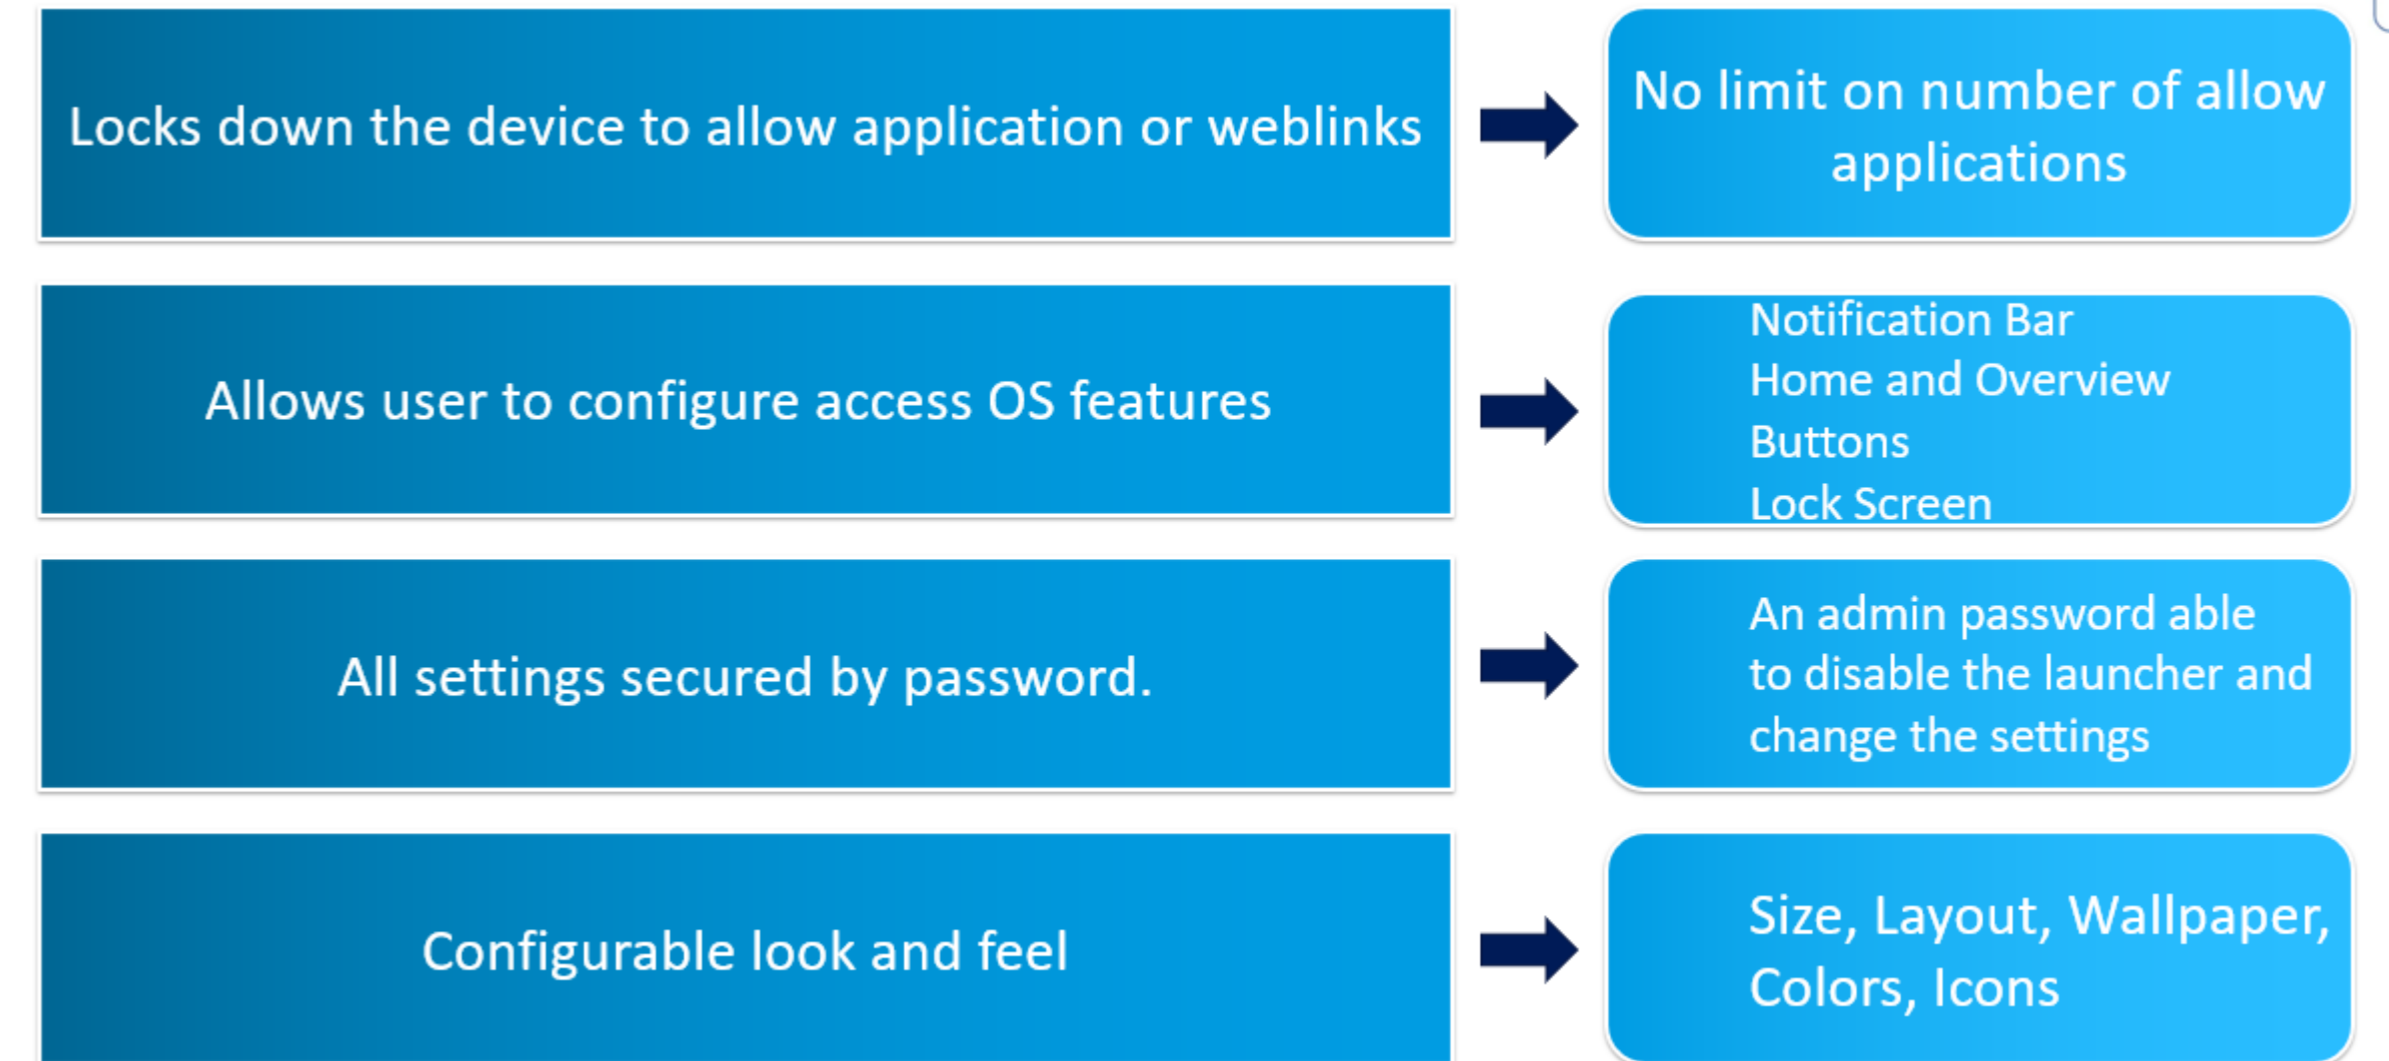 Locks down the device to allow application or weblinks
No limit on number of allow
applications
Allows user to configure access OS features
Notification Bar
Home and Overview
Buttons
Lock Screen
All settings secured by password.
An admin password able
to disable the launcher and
change the settings
Configurable look and feel
Size, Layout, Wallpaper,
Colors, Icons